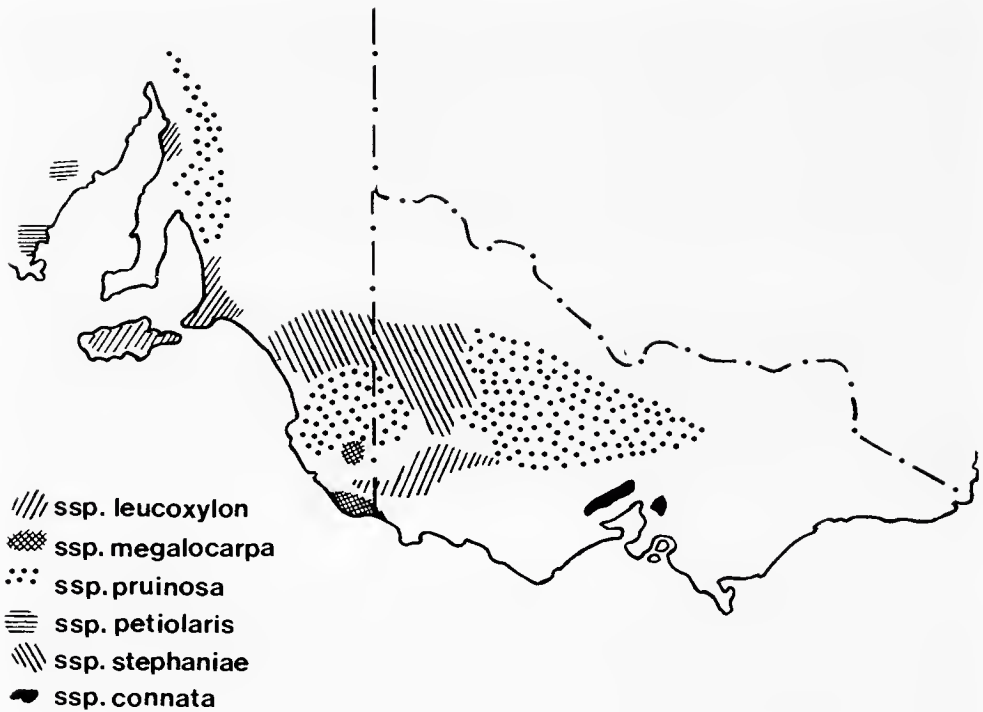 ssp. leucoxylon
ssp. megalocarpa
ssp. pruinosa
ssp. petiolaris
ssp. stephaniae
ssp. connata